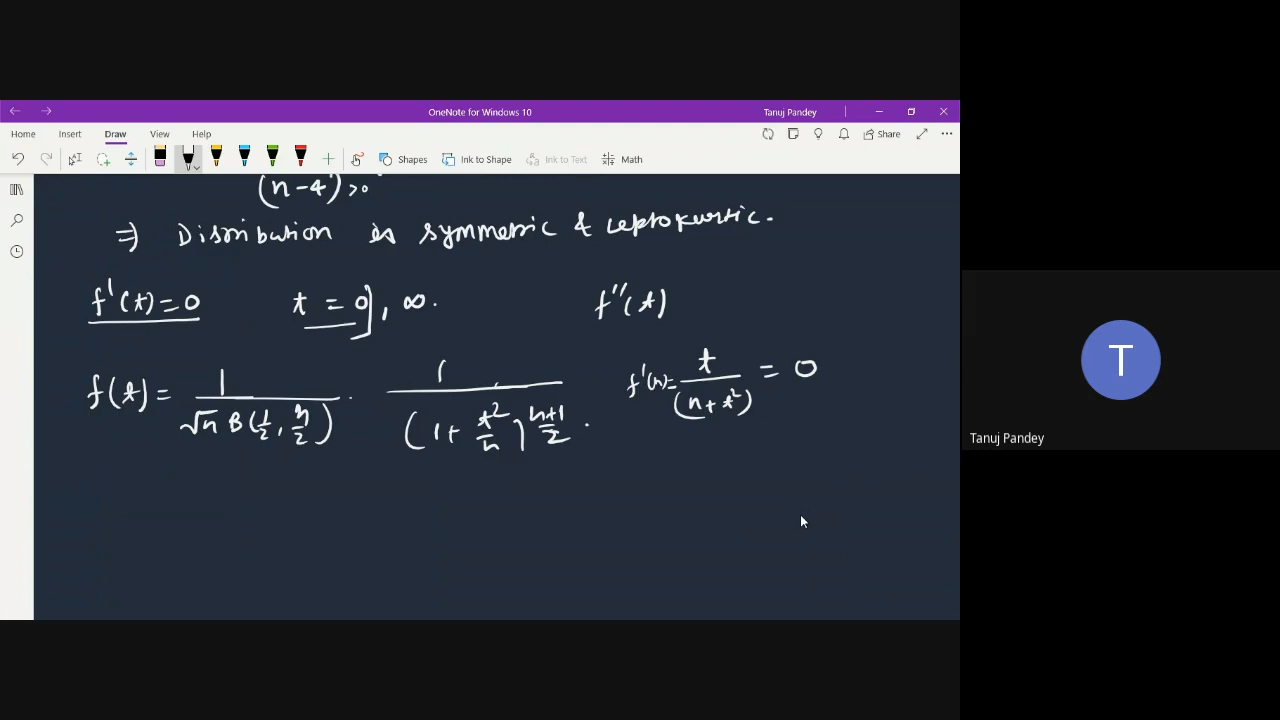 OneNote for Windows 10
Tanuj Pandey
Home Insert Draw View Help
Share
Shapes Ink to Shape Ink to Text Math
(n-4)>0
⇒ Disribation is symmetric & leptokurtic.
f'(t)=0 t = 0], ∞. f''(t)
f(t) = 1/(√n B(1/2, n/2)) · 1/(1+ t²/n)^((n+1)/2) . f'(n)= t/(n+t²) = 0
T
Tanuj Pandey